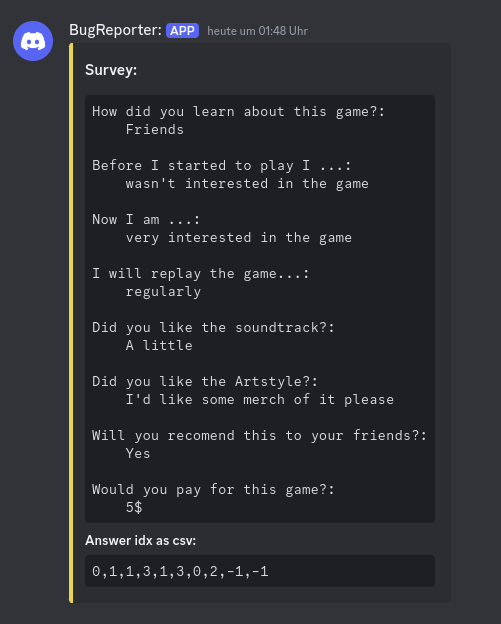 BugReporter: APP heute um 01:48 Uhr
Survey:
How did you learn about this game?:
Friends
Before I started to play I ...:
wasn't interested in the game
Now I am ...:
very interested in the game
I will replay the game...:
regularly
Did you like the soundtrack?:
A little
Did you like the Artstyle?:
I'd like some merch of it please
Will you recomend this to your friends?:
Yes
Would you pay for this game?:
5$
Answer idx as csv:
0,1,1,3,1,3,0,2,-1,-1